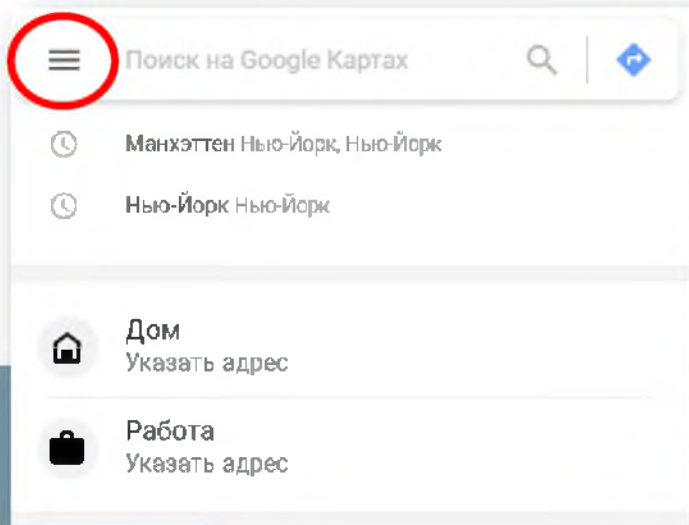 Поиск на Google Картах
Манхэттен Нью-Йорк, Нью-Йорк
Нью-Йорк Нью-Йорк
Дом
Указать адрес
Работа
Указать адрес